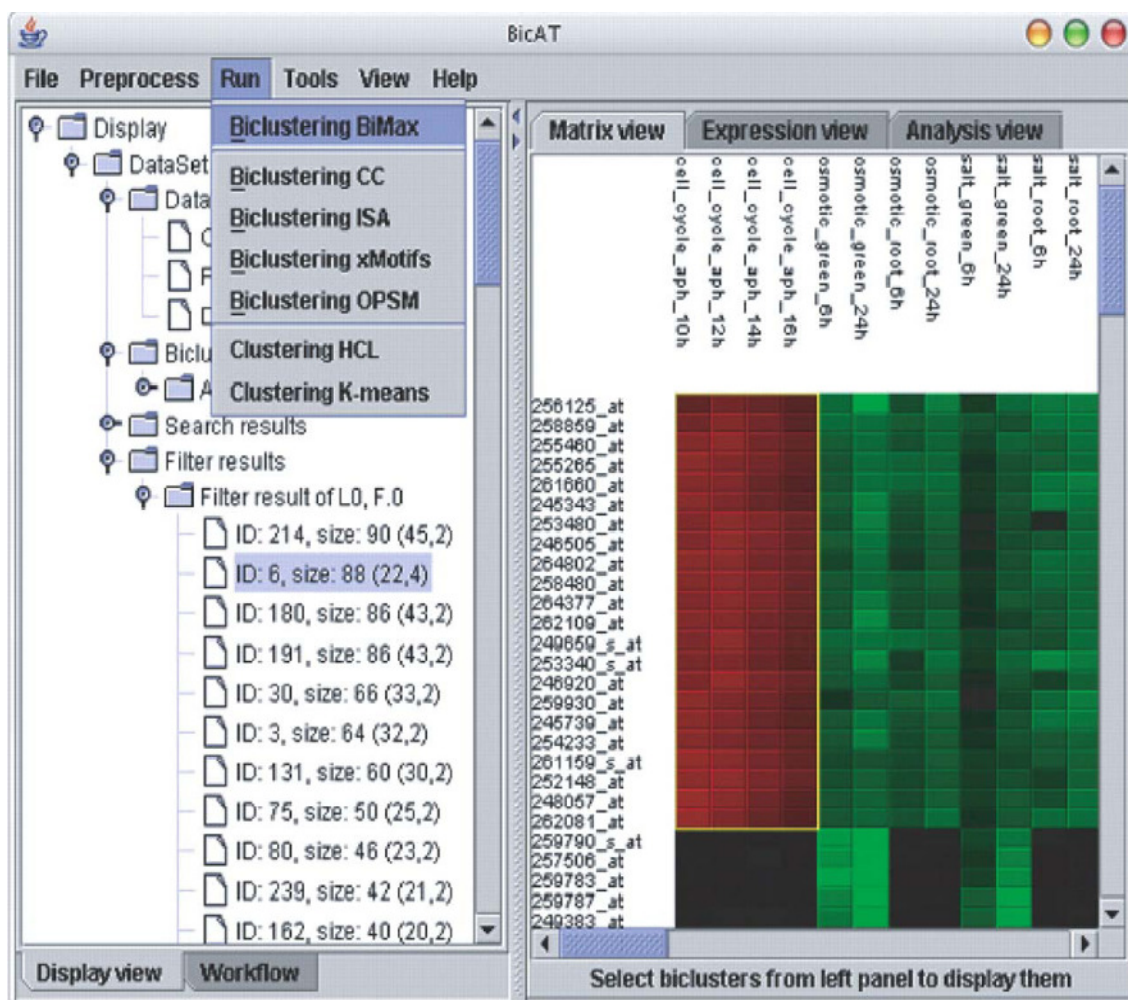 BicAT
File Preprocess Run Tools View Help
Display
DataSet
Data
C
F
D
Biclu
A
Search results
Filter results
Filter result of L0, F.0
ID: 214, size: 90 (45,2)
ID: 6, size: 88 (22,4)
ID: 180, size: 86 (43,2)
ID: 191, size: 86 (43,2)
ID: 30, size: 66 (33,2)
ID: 3, size: 64 (32,2)
ID: 131, size: 60 (30,2)
ID: 75, size: 50 (25,2)
ID: 80, size: 46 (23,2)
ID: 239, size: 42 (21,2)
ID: 162, size: 40 (20,2)
Display view Workflow
Biclustering BiMax
Biclustering CC
Biclustering ISA
Biclustering xMotifs
Biclustering OPSM
Clustering HCL
Clustering K-means
Matrix view Expression view Analysis view
cell_cycle_aph_10h
cell_cycle_aph_12h
cell_cycle_aph_14h
cell_cycle_aph_16h
osmotic_green_6h
osmotic_green_24h
osmotic_root_6h
osmotic_root_24h
salt_green_6h
salt_green_24h
salt_root_6h
salt_root_24h
256125_at
258859_at
255460_at
255265_at
261660_at
245343_at
253480_at
246505_at
264802_at
258480_at
264377_at
262109_at
249859_s_at
253340_s_at
246920_at
259930_at
245739_at
254233_at
261159_s_at
252148_at
248057_at
262081_at
259790_s_at
257506_at
259783_at
259787_at
249383_at
Select biclusters from left panel to display them